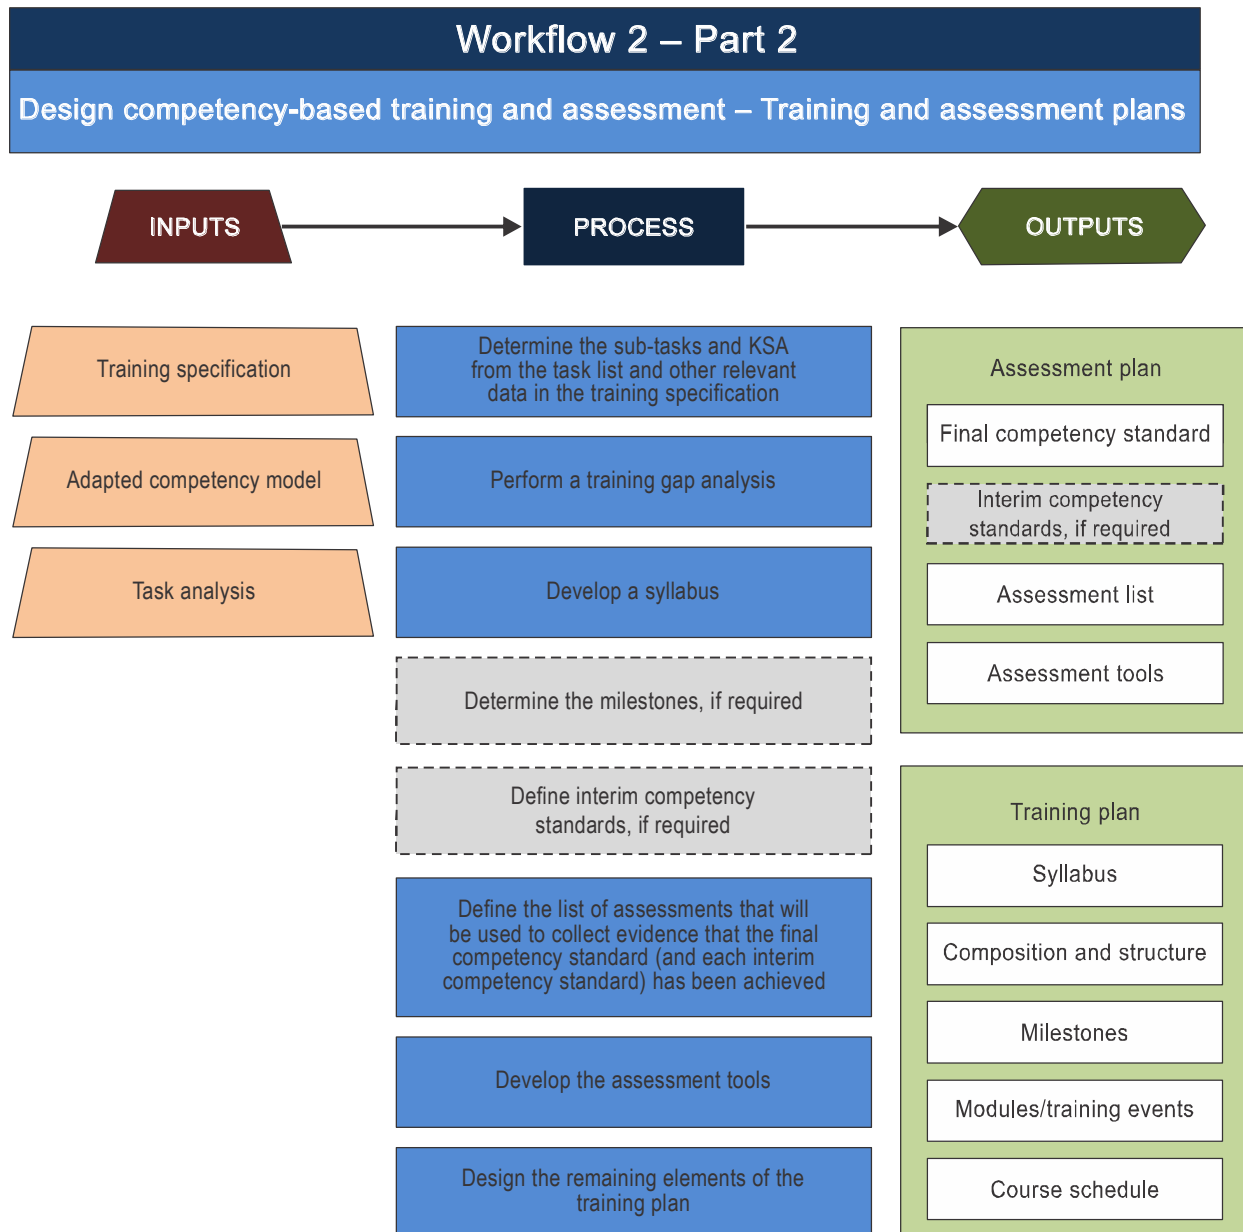 Workflow 2 – Part 2
Design competency-based training and assessment – Training and assessment plans
INPUTS
PROCESS
OUTPUTS
Training specification
Adapted competency model
Task analysis
Determine the sub-tasks and KSA
from the task list and other relevant
data in the training specification
Perform a training gap analysis
Develop a syllabus
Determine the milestones, if required
Define interim competency
standards, if required
Define the list of assessments that will
be used to collect evidence that the final
competency standard (and each interim
competency standard) has been achieved
Develop the assessment tools
Design the remaining elements of the
training plan
Assessment plan
Final competency standard
Interim competency
standards, if required
Assessment list
Assessment tools
Training plan
Syllabus
Composition and structure
Milestones
Modules/training events
Course schedule